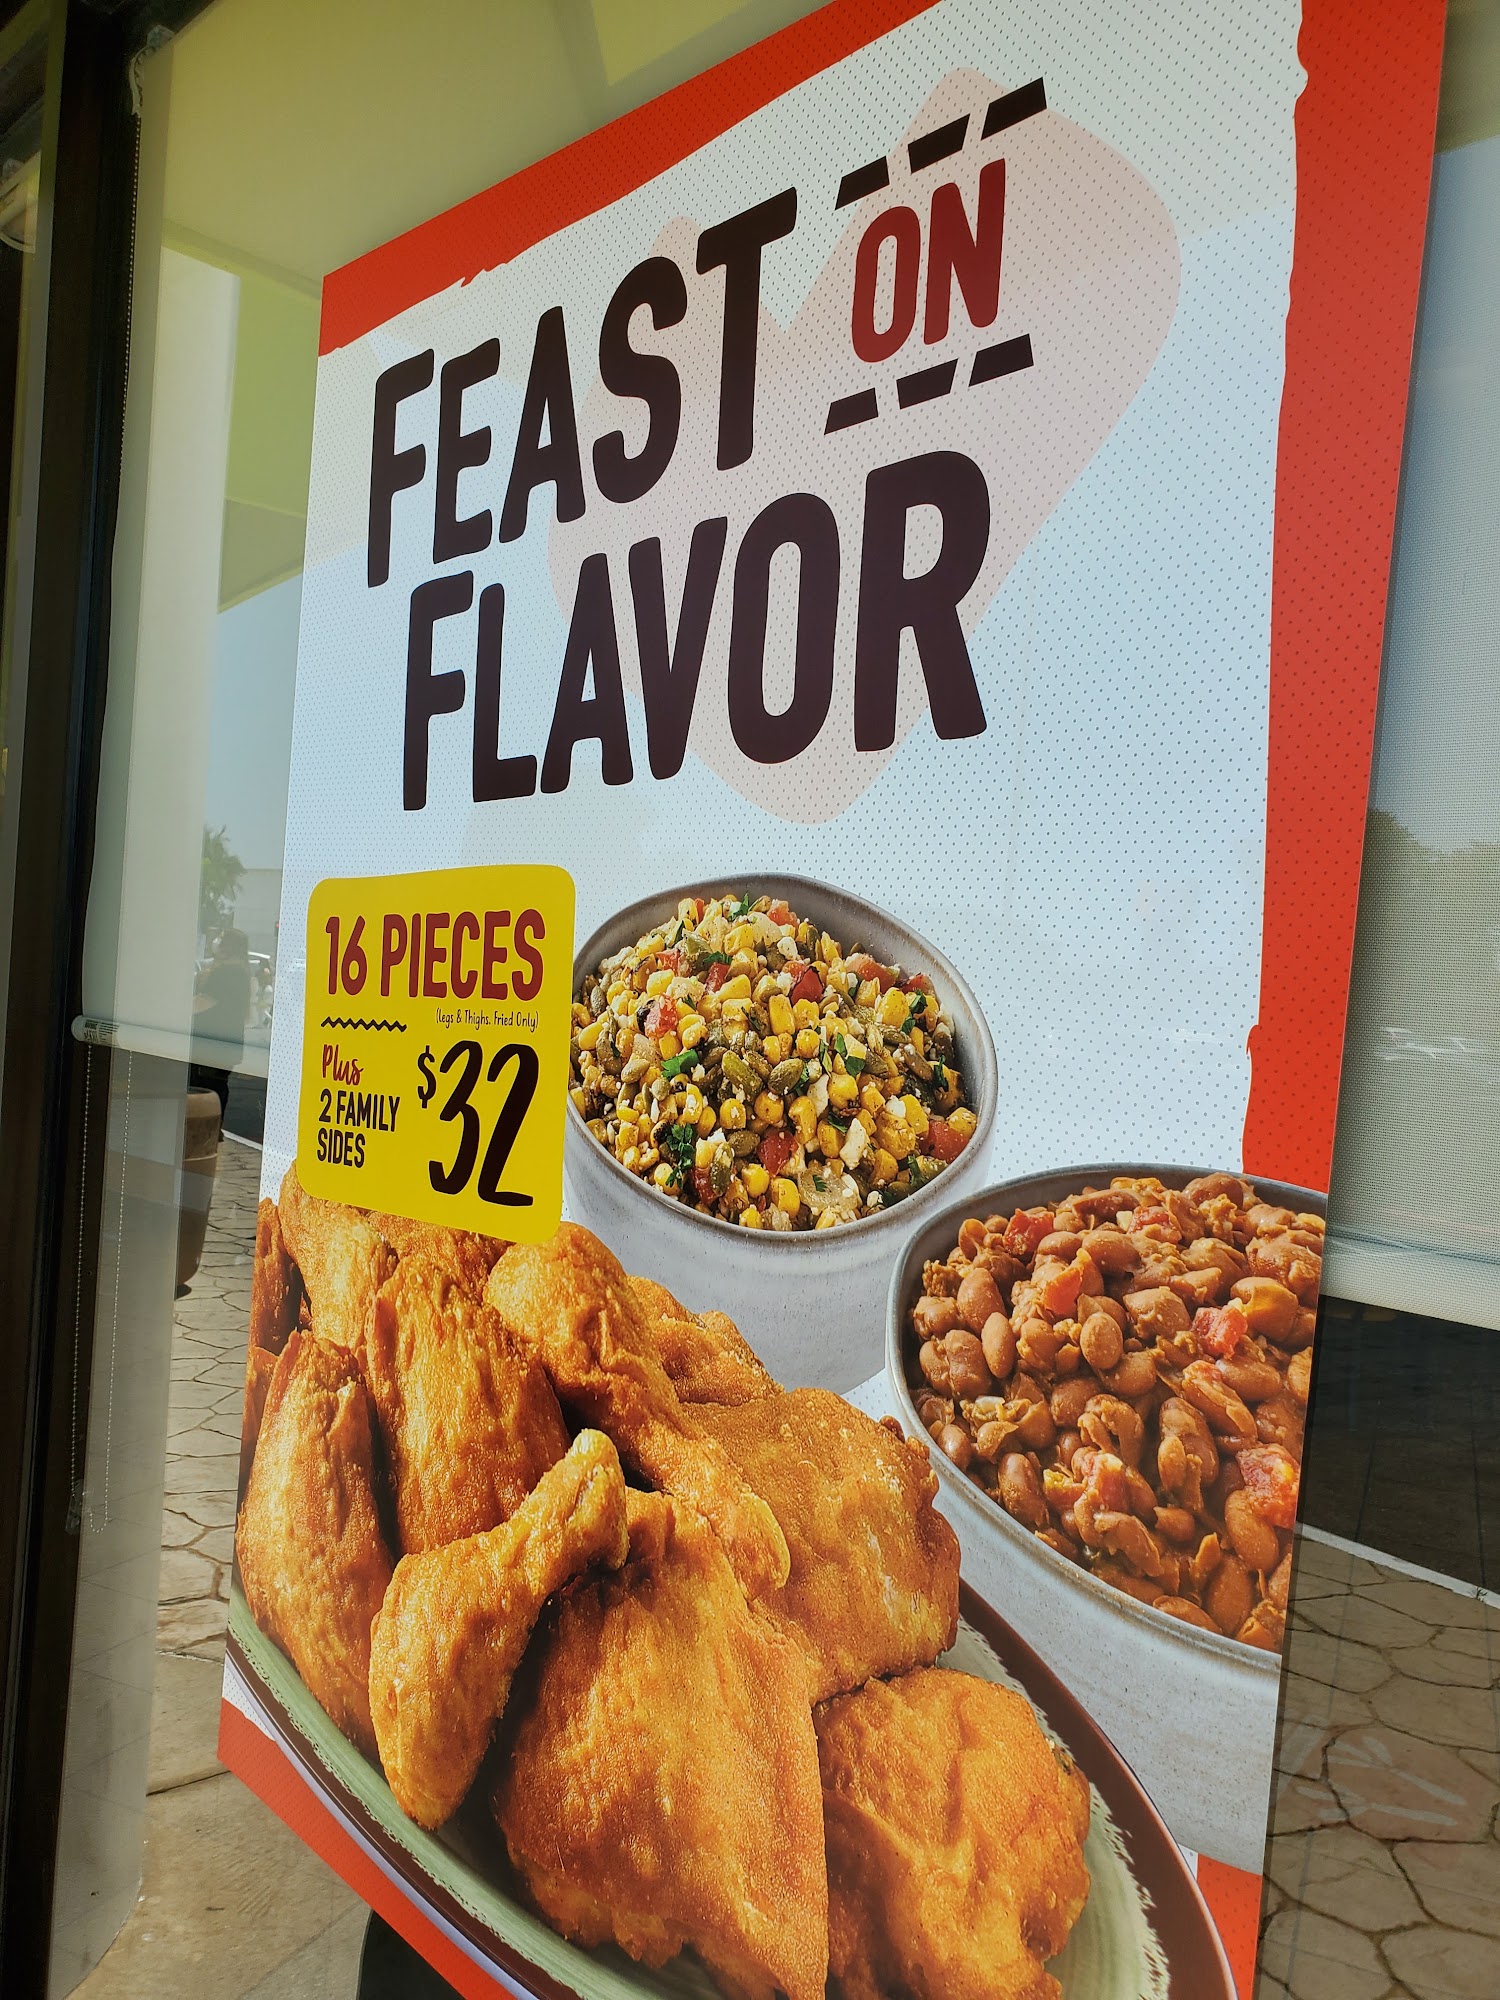 FEAST ON
FLAVOR
16 PIECES
(Legs & Thighs. Fried Only)
Plus
2 FAMILY
SIDES
$32